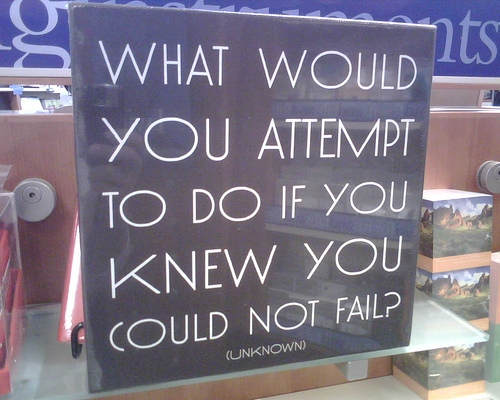 WHAT WOULD
YOU ATTEMPT
TO DO IF YOU
KNEW YOU
COULD NOT FAIL?
(UNKNOWN)